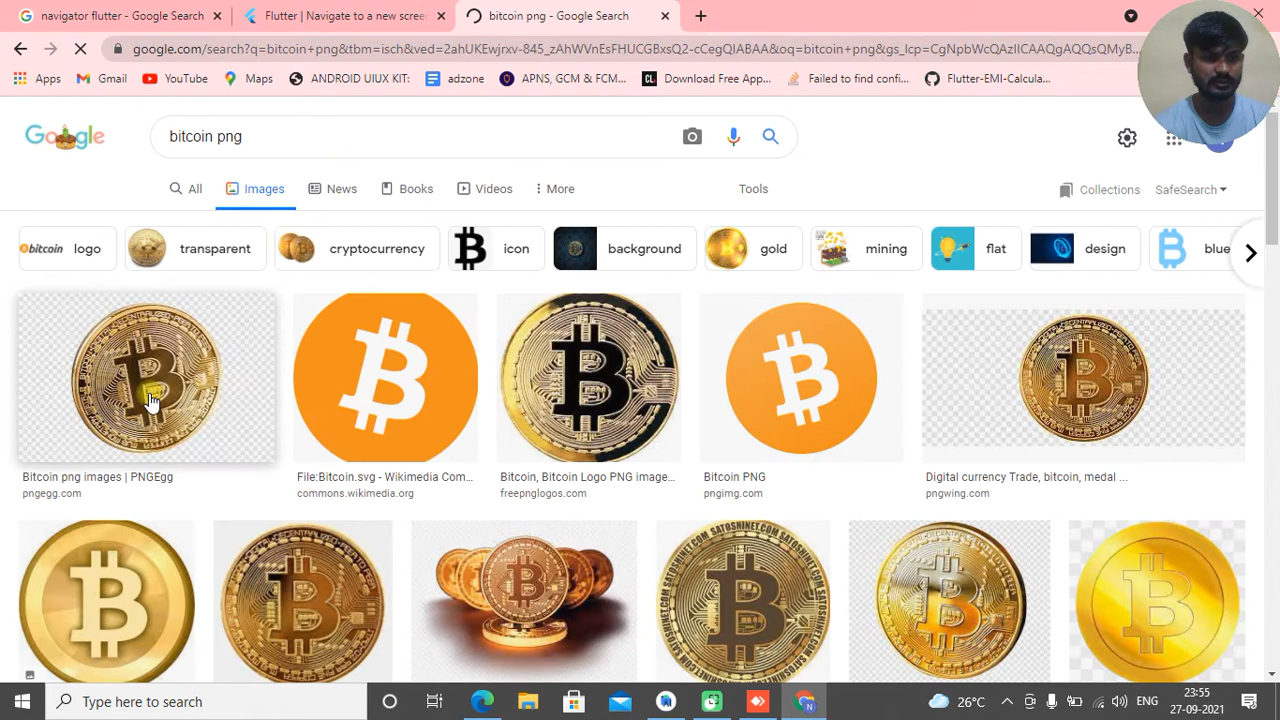 navigator flutter - Google Search
Flutter | Navigate to a new scree
bitcoin png - Google Search
google.com/search?q=bitcoin+png&tbm=isch&ved=2ahUKEwjrxv-845_zAhWVnEsFHUCGBxsQ2-cCegQIABAA&oq=bitcoin+png&gs_lcp=CgNpbWcQAzIICAAQgAQQsQMyB...
Apps
Gmail
YouTube
Maps
ANDROID UIUX KIT:
adzone
APNS, GCM & FCM...
CL
Download Free App...
Failed to find confi...
Flutter-EMI-Calcula...
Google
bitcoin png
All
Images
News
Books
Videos
More
Tools
Collections
SafeSearch
bitcoin
logo
transparent
cryptocurrency
icon
background
gold
mining
flat
design
blue
Bitcoin png images | PNGEgg
pngegg.com
File:Bitcoin.svg - Wikimedia Com...
commons.wikimedia.org
Bitcoin, Bitcoin Logo PNG image...
freepnglogos.com
Bitcoin PNG
pngimg.com
Digital currency Trade, bitcoin, medal ...
pngwing.com
SATOSHINET.COM
Type here to search
26°C
ENG
23:55
27-09-2021